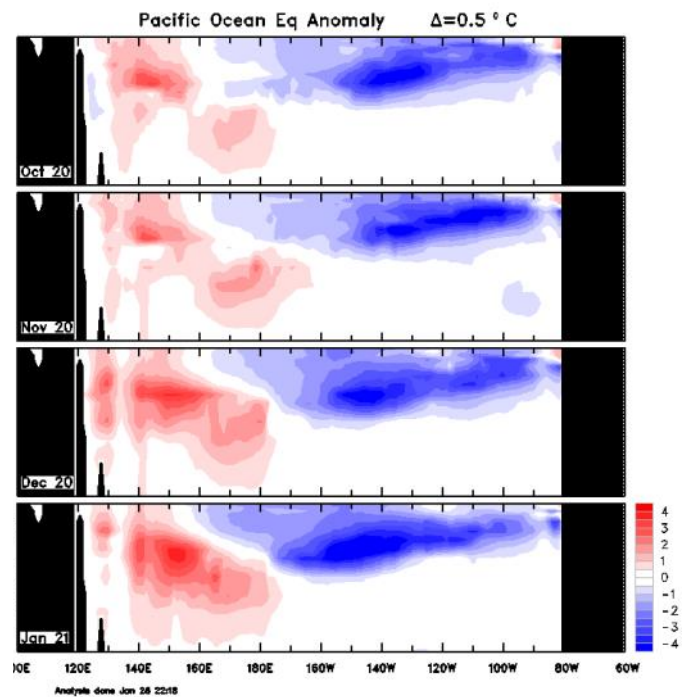 Pacific Ocean Eq Anomaly Δ=0.5 ° C
Oct 20
Nov 20
Dec 20
Jan 21
4
3
2
1
0
-1
-2
-3
-4
00E 120E 140E 160E 180E 160W 140W 120W 100W 80W 60W
Analysis done Jan 26 22:18